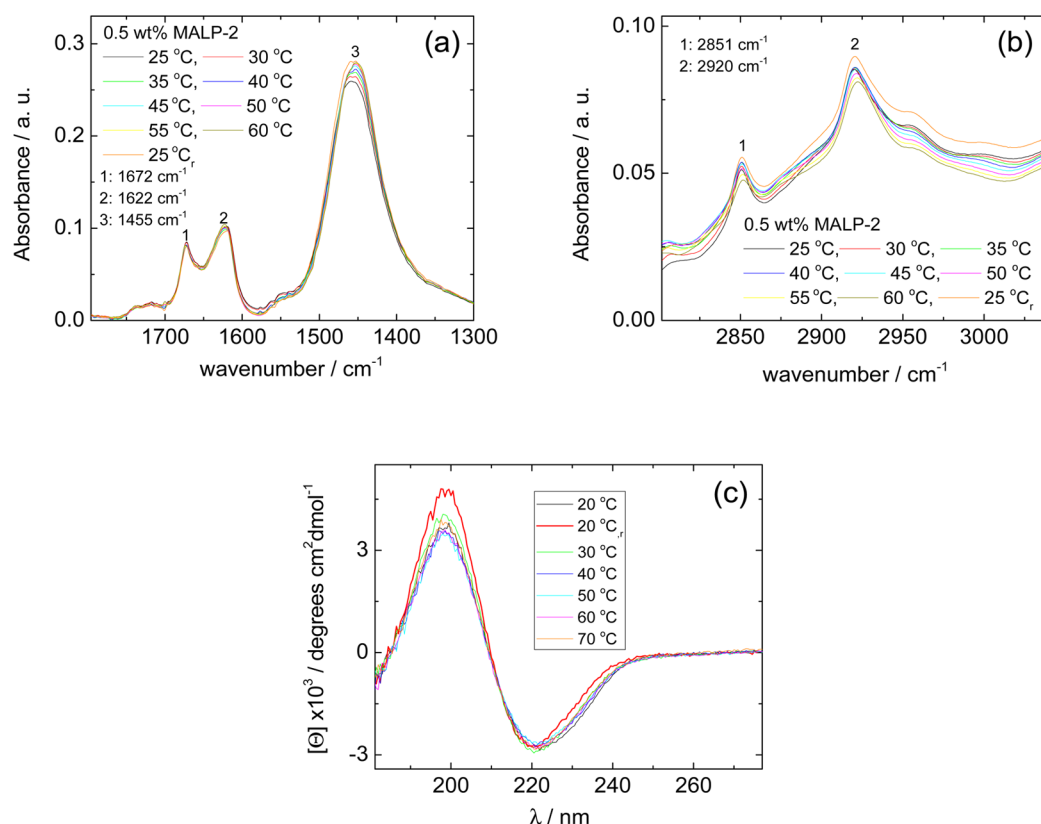 (a)
0.5 wt% MALP-2
25 °C, 30 °C
35 °C, 40 °C
45 °C, 50 °C
55 °C, 60 °C
25 °Cr
1: 1672 cm-1
2: 1622 cm-1
3: 1455 cm-1
1
2
3
0.3
0.2
0.1
0.0
Absorbance / a. u.
1700 1600 1500 1400 1300
wavenumber / cm-1
(b)
1: 2851 cm-1
2: 2920 cm-1
1
2
0.10
0.05
0.00
Absorbance / a. u.
0.5 wt% MALP-2
25 °C, 30 °C, 35 °C
40 °C, 45 °C, 50 °C
55 °C, 60 °C, 25 °Cr
2850 2900 2950 3000
wavenumber / cm-1
(c)
20 °C
20 °C,r
30 °C
40 °C
50 °C
60 °C
70 °C
3
0
-3
[Θ] x10³ / degrees cm²dmol-1
200 220 240 260
λ / nm